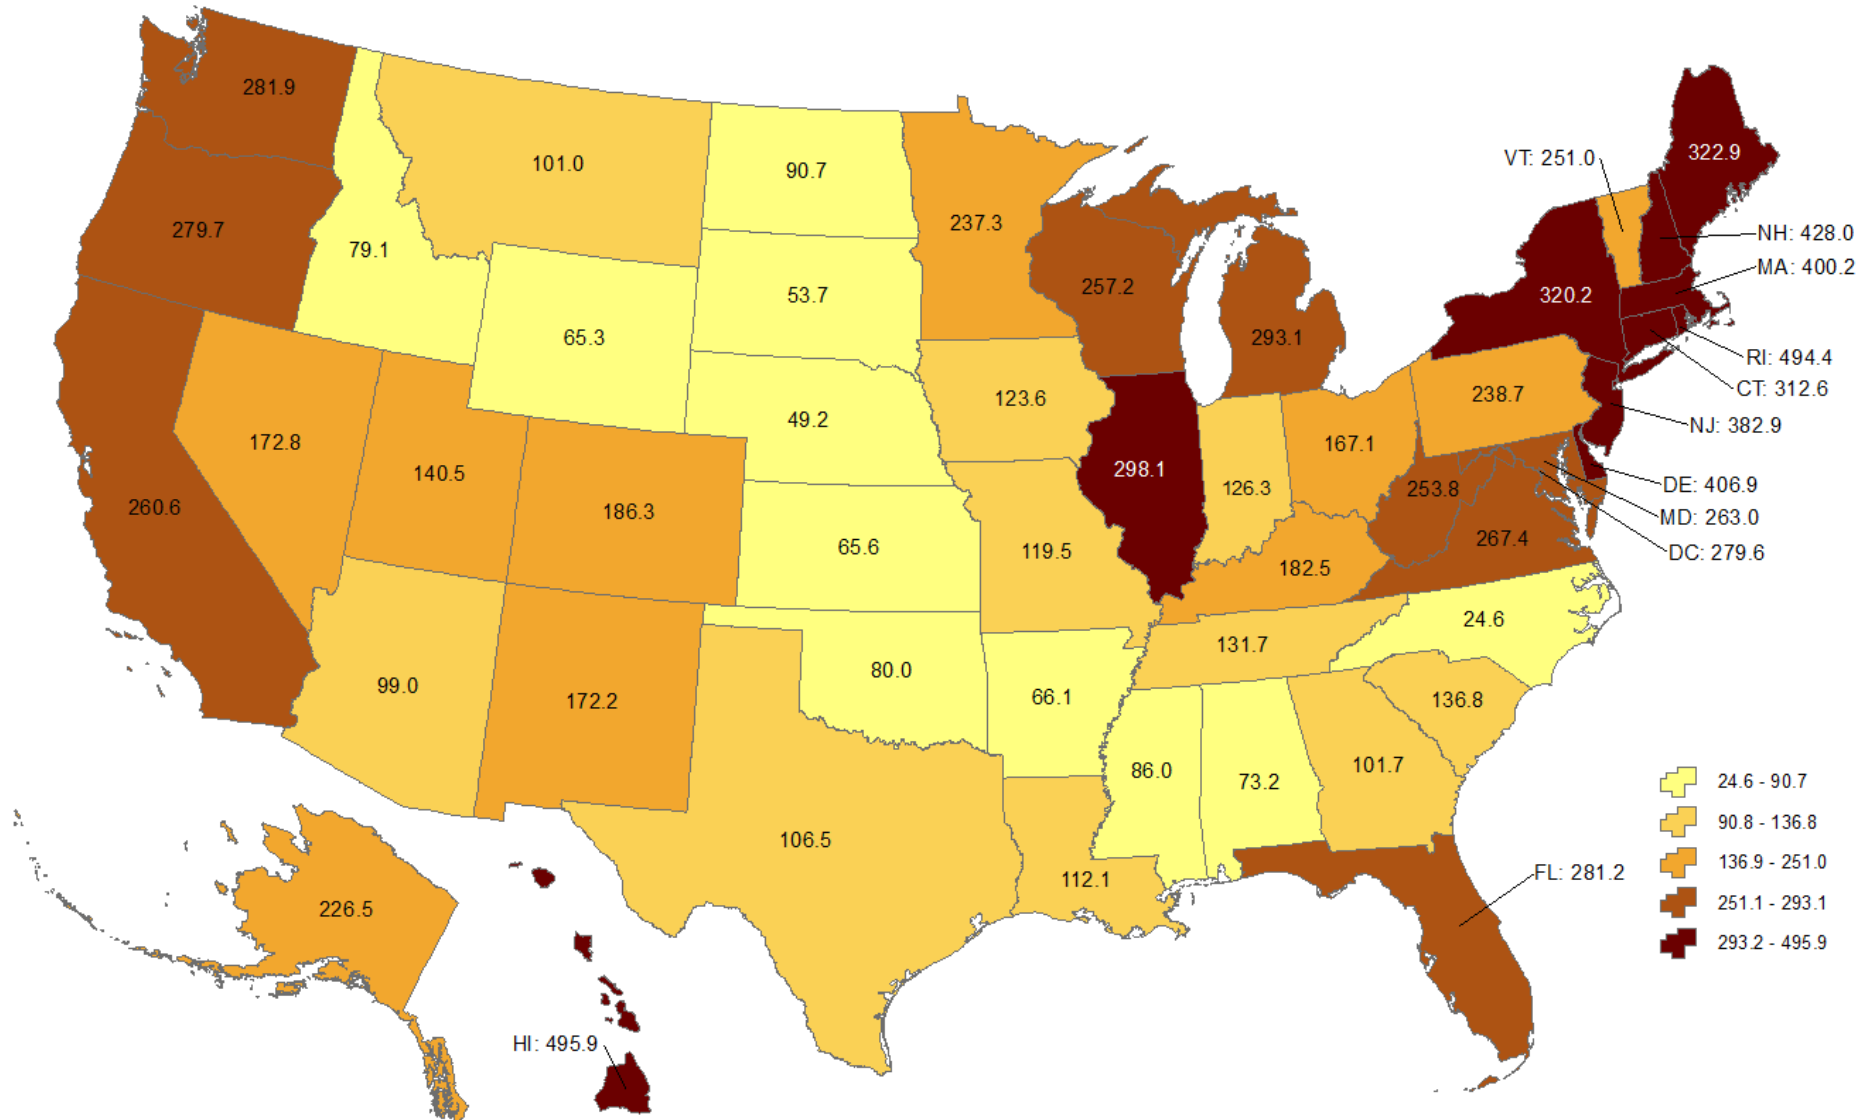 281.9
101.0
90.7
237.3
VT: 251.0
322.9
279.7
79.1
NH: 428.0
MA: 400.2
53.7
257.2
320.2
65.3
293.1
RI: 494.4
CT: 312.6
123.6
238.7
49.2
NJ: 382.9
172.8
167.1
140.5
298.1
126.3
253.8
DE: 406.9
260.6
186.3
MD: 263.0
267.4
DC: 279.6
65.6
119.5
182.5
24.6
131.7
99.0
80.0
66.1
172.2
136.8
86.0
73.2
101.7
24.6 - 90.7
90.8 - 136.8
106.5
136.9 - 251.0
112.1
FL: 281.2
251.1 - 293.1
226.5
293.2 - 495.9
HI: 495.9